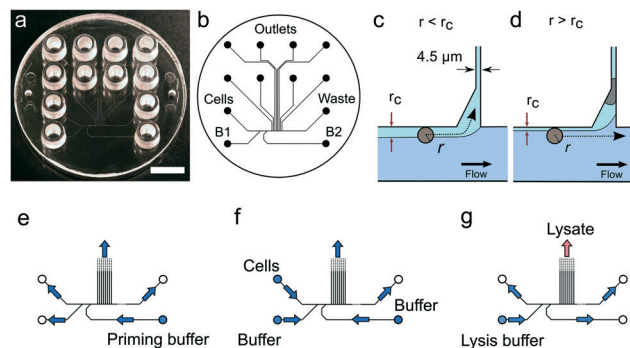 a
b
Outlets
Cells
Waste
B1
B2
c
r < rc
4.5 µm
rc
r
Flow
d
r > rc
rc
r
Flow
e
Priming buffer
f
Cells
Buffer
Buffer
g
Lysate
Lysis buffer